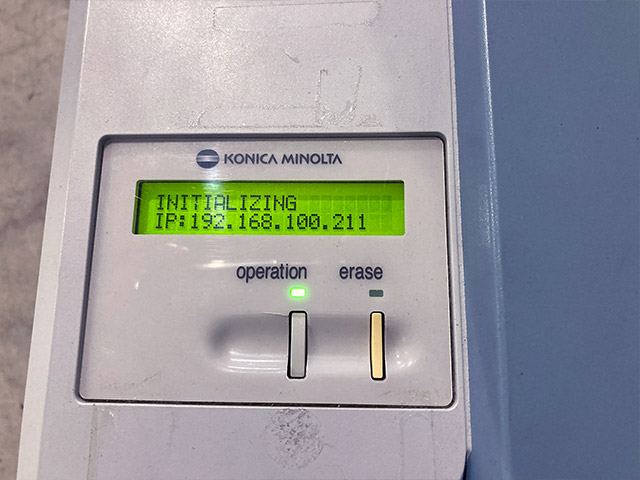 KONICA MINOLTA
INITIALIZING
IP:192.168.100.211
operation erase